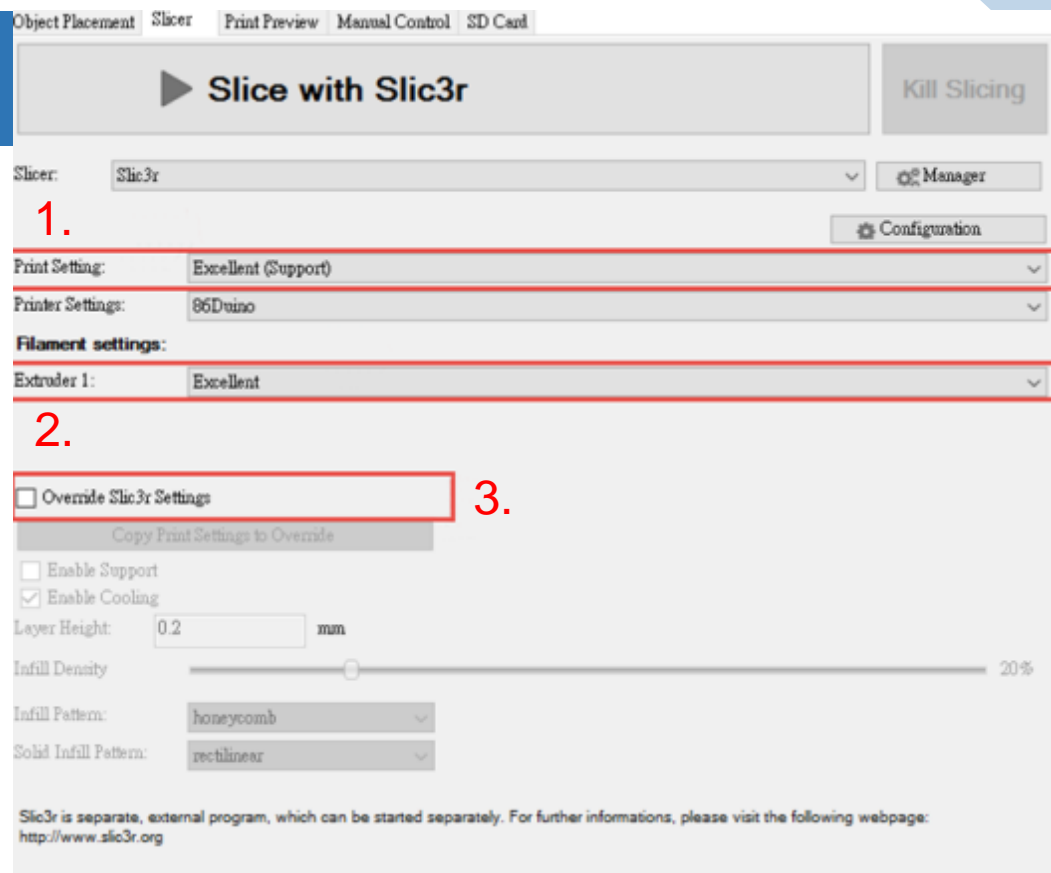 Object Placement Slicer Print Preview Manual Control SD Card
Slice with Slic3r Kill Slicing
Slicer: Slic3r Manager
1.
Configuration
Print Setting: Excellent (Support)
Printer Settings: 86Duino
Filament settings:
Extruder 1: Excellent
2.
Override Slic3r Settings 3.
Copy Print Settings to Override
Enable Support
Enable Cooling
Layer Height: 0.2 mm
Infill Density 20%
Infill Pattern: honeycomb
Solid Infill Pattern: rectilinear
Slic3r is separate, external program, which can be started separately. For further informations, please visit the following webpage:
http://www.slic3r.org